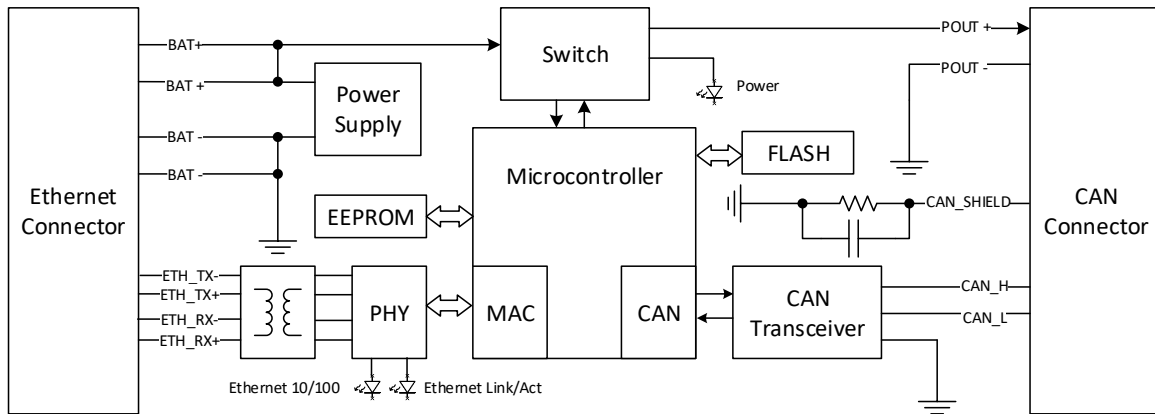 BAT+
BAT +
BAT -
BAT -
Ethernet
Connector
ETH_TX-
ETH_TX+
ETH_RX-
ETH_RX+
Power
Supply
EEPROM
PHY
Ethernet 10/100
Ethernet Link/Act
Switch
Power
Microcontroller
MAC
CAN
FLASH
CAN
Transceiver
POUT +
POUT -
CAN_SHIELD
CAN_H
CAN_L
CAN
Connector